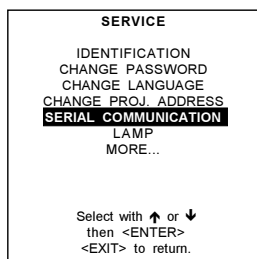 SERVICE
IDENTIFICATION
CHANGE PASSWORD
CHANGE LANGUAGE
CHANGE PROJ. ADDRESS
SERIAL COMMUNICATION
LAMP
MORE...
Select with ↑ or ↓
then <ENTER>
<EXIT> to return.